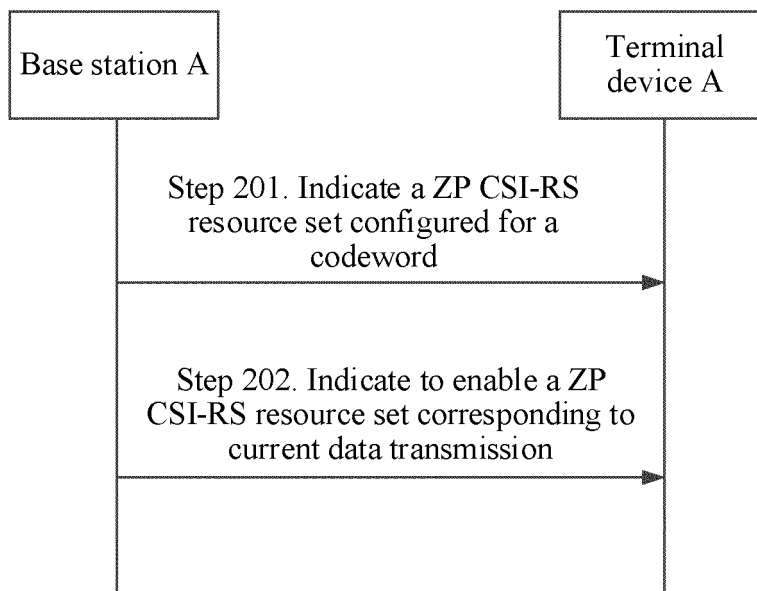 Base station A
Terminal
device A
Step 201. Indicate a ZP CSI-RS
resource set configured for a
codeword
Step 202. Indicate to enable a ZP
CSI-RS resource set corresponding to
current data transmission